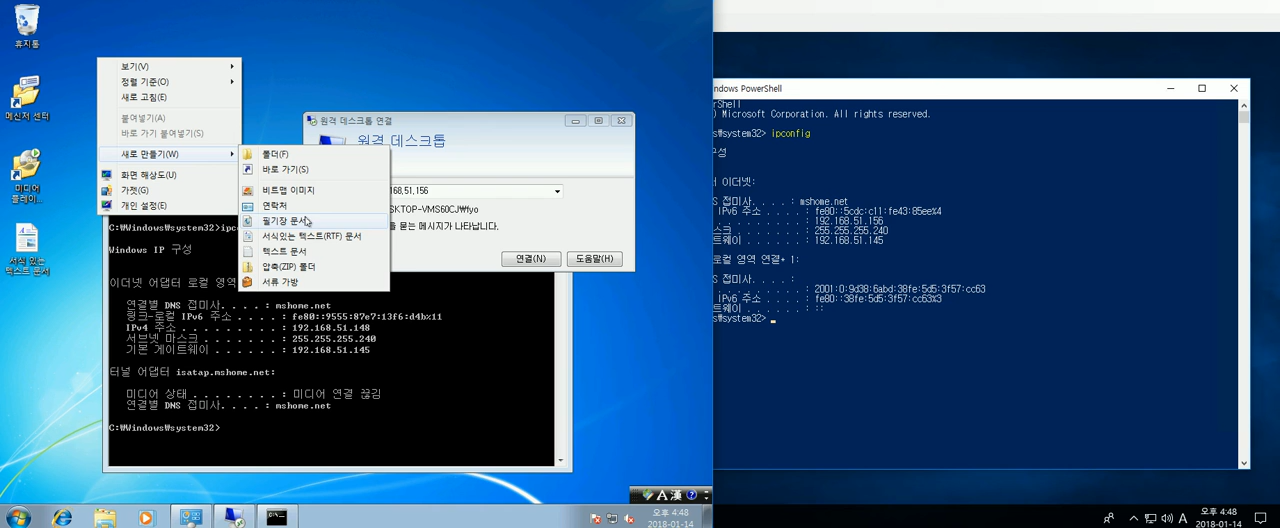 휴지통
메신저 센터
미디어
플레이...
서식 있는
텍스트 문서
보기(V)
정렬 기준(O)
새로 고침(E)
붙여넣기(A)
바로 가기 붙여넣기(S)
새로 만들기(W)
화면 해상도(U)
가젯(G)
개인 설정(E)
폴더(F)
바로 가기(S)
비트맵 이미지
연락처
필기장 문서
서식있는 텍스트(RTF) 문서
텍스트 문서
압축(ZIP) 폴더
서류 가방
원격 데스크톱 연결
원격 데스크톱
168.51.156
SKTOP-VMS60CJ₩fyo
를 묻는 메시지가 나타납니다.
연결(N)
도움말(H)
C:₩Windows₩system32>ipco
Windows IP 구성
이더넷 어댑터 로컬 영역
연결별 DNS 접미사. . . . : mshome.net
링크-로컬 IPv6 주소 . . . . : fe80::9555:87e7:13f6:d4b%11
IPv4 주소 . . . . . . . . . : 192.168.51.148
서브넷 마스크 . . . . . . . : 255.255.255.240
기본 게이트웨이 . . . . . . : 192.168.51.145
터널 어댑터 isatap.mshome.net:
미디어 상태 . . . . . . . . : 미디어 연결 끊김
연결별 DNS 접미사. . . . : mshome.net
C:₩Windows₩system32>
A 漢
오후 4:48
2018-01-14
ndows PowerShell
rShell
) Microsoft Corporation. All rights reserved.
s₩system32> ipconfig
구성
터 이더넷:
S 접미사 . . . . : mshome.net
IPv6 주소 . . . . : fe80::5cdc:c11:fe43:85ee%4
. . . . . . . . : 192.168.51.156
스크 . . . . . . : 255.255.255.240
트웨이 . . . . . : 192.168.51.145
로컬 영역 연결* 1:
S 접미사 . . . . :
. . . . . . . . : 2001:0:9d38:6abd:38fe:5d5:3f57:cc63
IPv6 주소 . . . . : fe80::38fe:5d5:3f57:cc63%3
트웨이 . . . . . : ::
s₩system32>
A
오후 4:48
2018-01-14